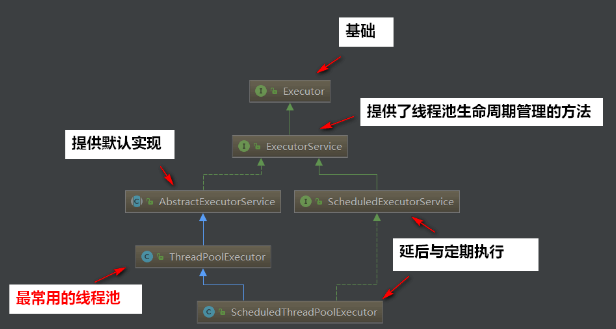 基础
I Executor
提供了线程池生命周期管理的方法
I ExecutorService
提供默认实现
C AbstractExecutorService
I ScheduledExecutorService
C ThreadPoolExecutor
延后与定期执行
最常用的线程池
C ScheduledThreadPoolExecutor